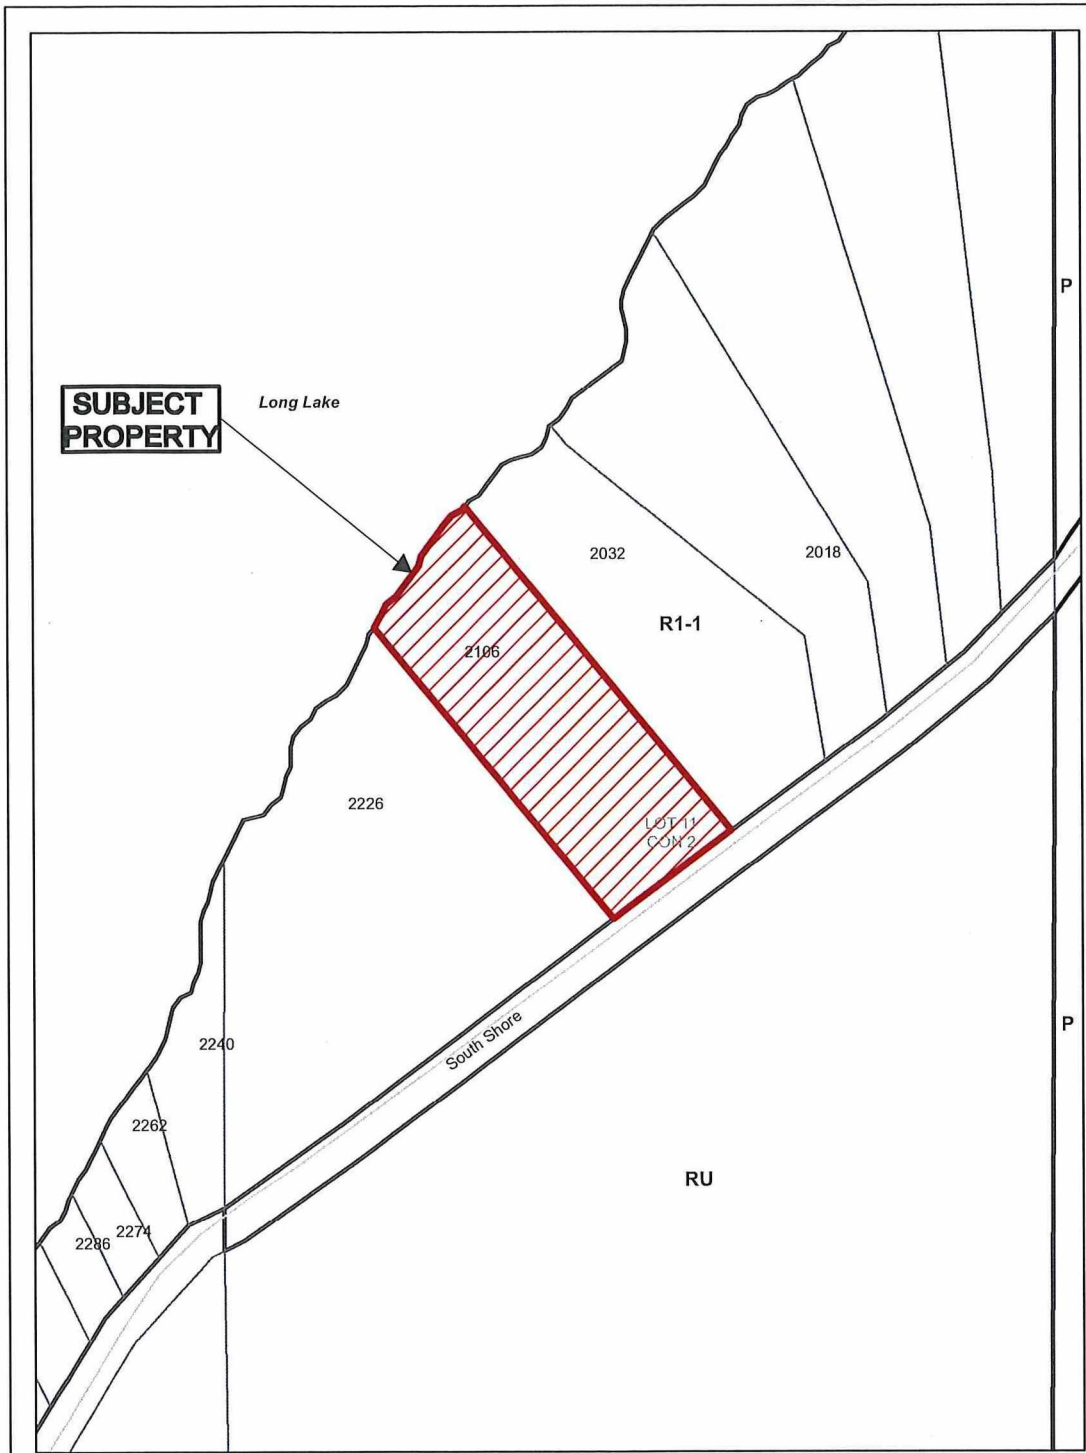 P
SUBJECT
PROPERTY
Long Lake
2032
2018
R1-1
2106
2226
LOT 11
CON 2
South Shore
P
2240
2262
RU
2274
2286